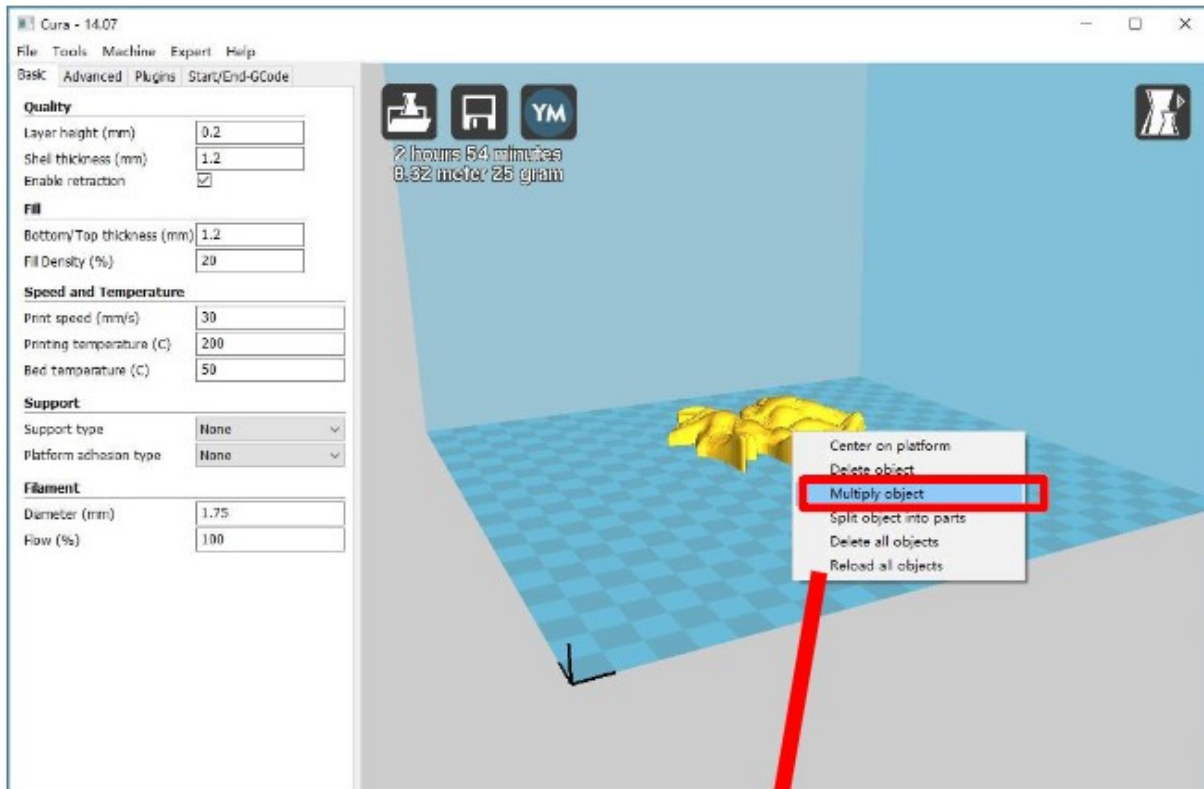 Cura - 14.07
File Tools Machine Expert Help
Basic Advanced Plugins Start/End-GCode
Quality
Layer height (mm) 0.2
Shell thickness (mm) 1.2
Enable retraction
Fill
Bottom/Top thickness (mm) 1.2
Fill Density (%) 20
Speed and Temperature
Print speed (mm/s) 30
Printing temperature (C) 200
Bed temperature (C) 50
Support
Support type None
Platform adhesion type None
Filament
Diameter (mm) 1.75
Flow (%) 100
YM
2 hours 54 minutes
8.32 meter 25 gram
Center on platform
Delete object
Multiply object
Split object into parts
Delete all objects
Reload all objects